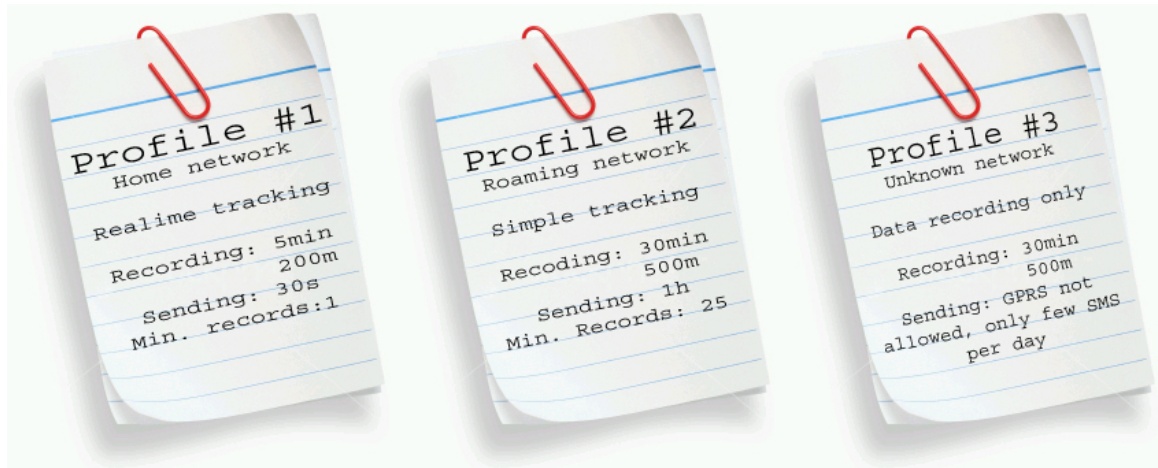 Profile #1
Home network
Realime tracking
Recording: 5min
200m
Sending: 30s
Min. records:1
Profile #2
Roaming network
Simple tracking
Recoding: 30min
500m
Sending: 1h
Min. Records: 25
Profile #3
Unknown network
Data recording only
Recording: 30min
500m
Sending: GPRS not
allowed, only few SMS
per day